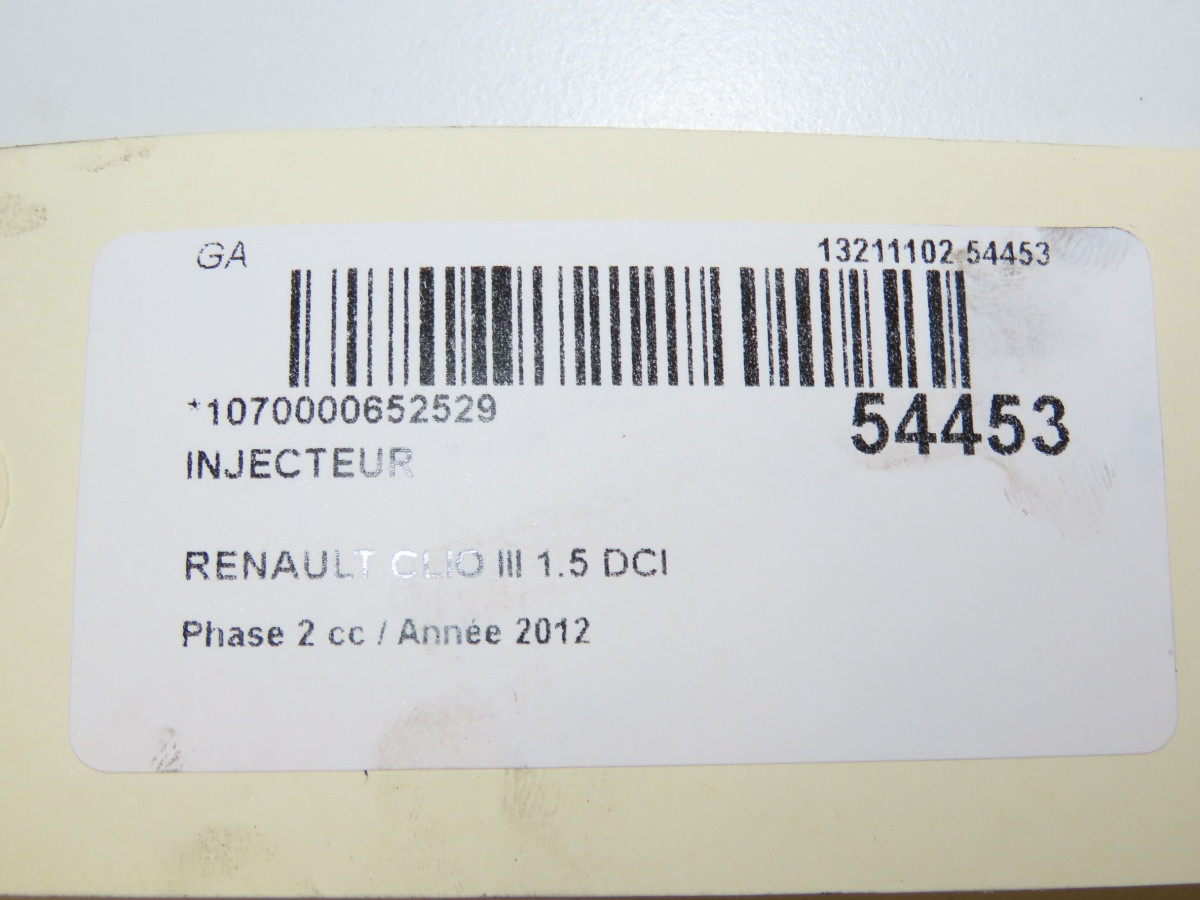 GA 13211102 54453
*1070000652529 54453
INJECTEUR
RENAULT CLIO III 1.5 DCI
Phase 2 cc / Année 2012